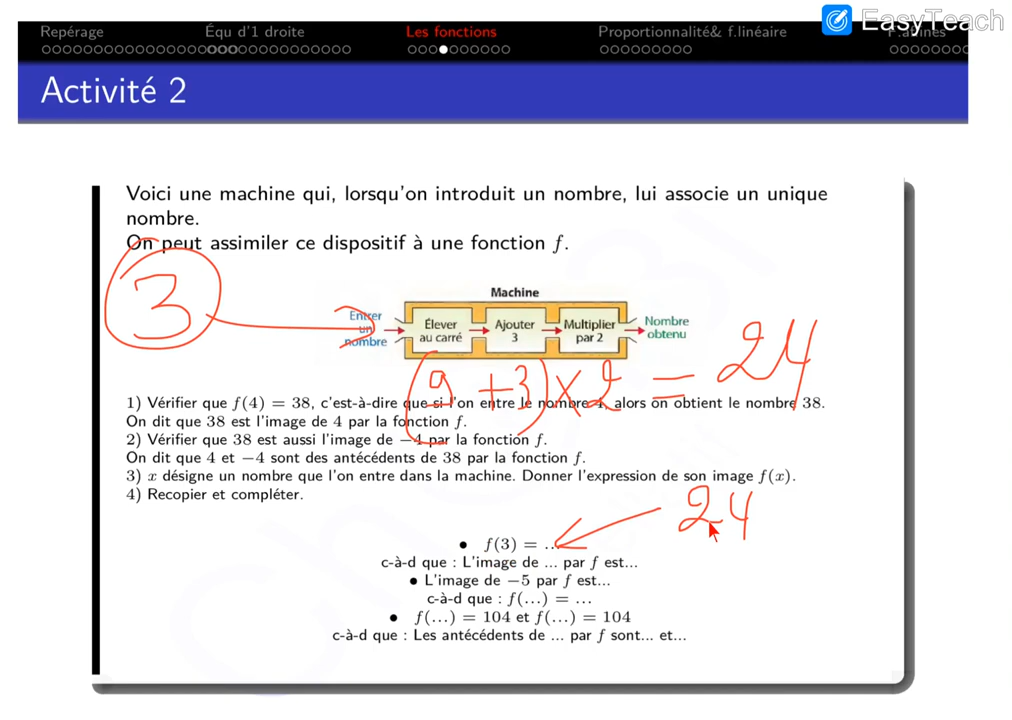 Repérage Équ d'1 droite Les fonctions Proportionnalité& f.linéaire
EasyTeach
Activité 2
Voici une machine qui, lorsqu'on introduit un nombre, lui associe un unique
nombre.
On peut assimiler ce dispositif à une fonction f.
3
Machine
Entrer un nombre
Élever au carré
Ajouter 3
Multiplier par 2
Nombre obtenu
(9 +3) × 2 = 24
1) Vérifier que f(4) = 38, c'est-à-dire que si l'on entre le nombre 4, alors on obtient le nombre 38.
On dit que 38 est l'image de 4 par la fonction f.
2) Vérifier que 38 est aussi l'image de −4 par la fonction f.
On dit que 4 et −4 sont des antécédents de 38 par la fonction f.
3) x désigne un nombre que l'on entre dans la machine. Donner l'expression de son image f(x).
4) Recopier et compléter.
24
• f(3) = ...
c-à-d que : L'image de ... par f est...
• L'image de −5 par f est...
c-à-d que : f(...) = ...
• f(...) = 104 et f(...) = 104
c-à-d que : Les antécédents de ... par f sont... et...